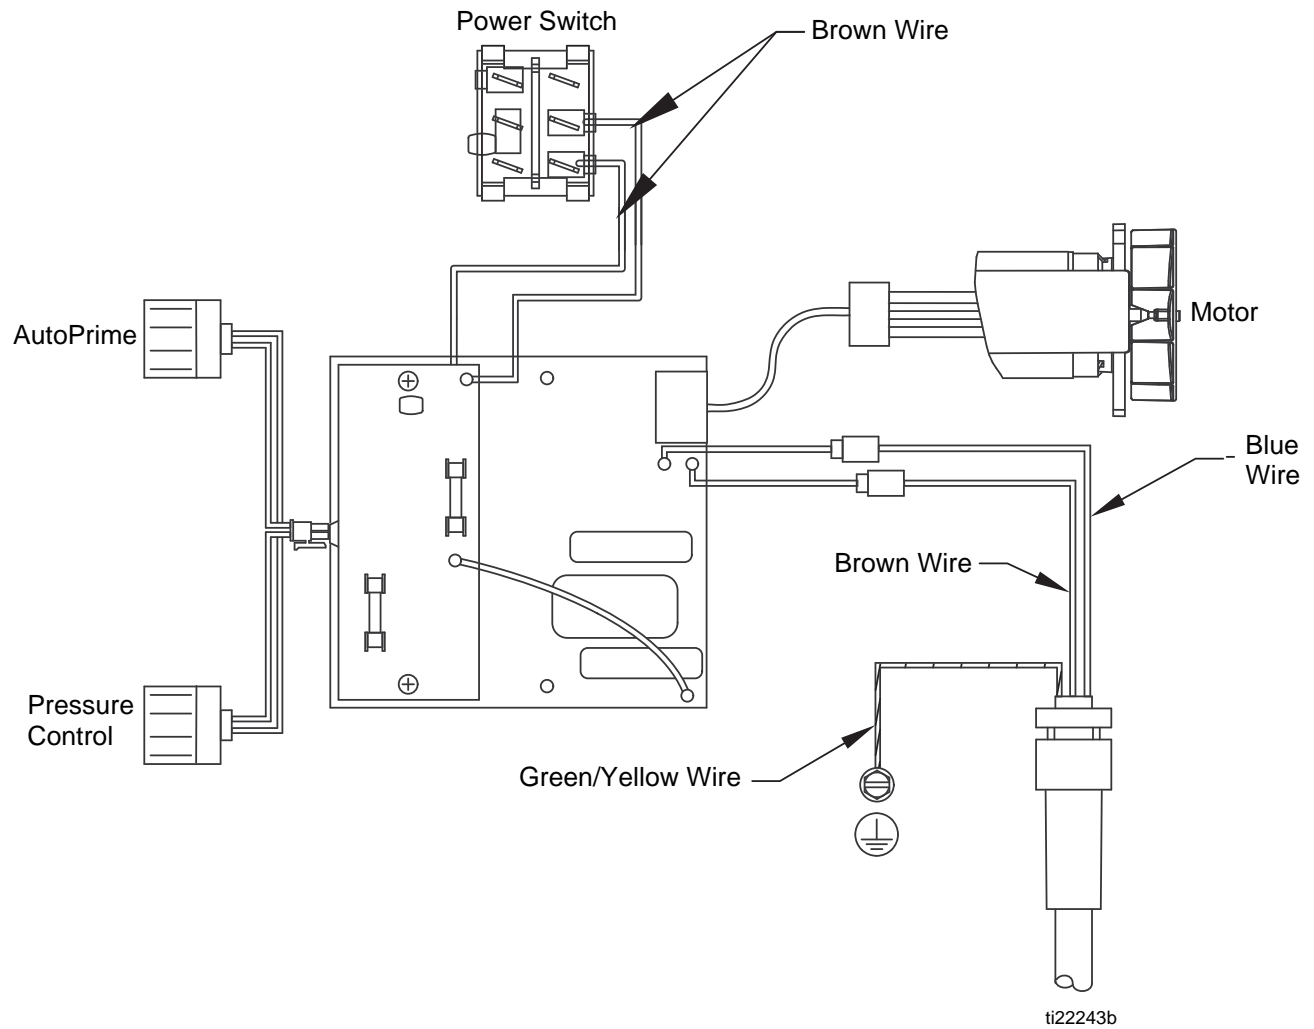 Power Switch
Brown Wire
AutoPrime
Motor
Blue
Wire
Brown Wire
Pressure
Control
Green/Yellow Wire
ti22243b